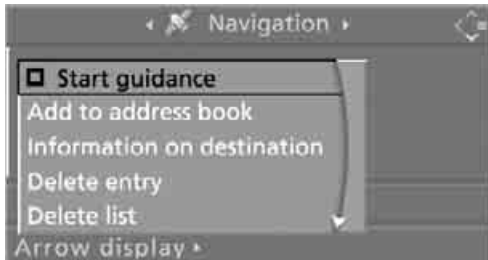 Navigation
Start guidance
Add to address book
Information on destination
Delete entry
Delete list
Arrow display